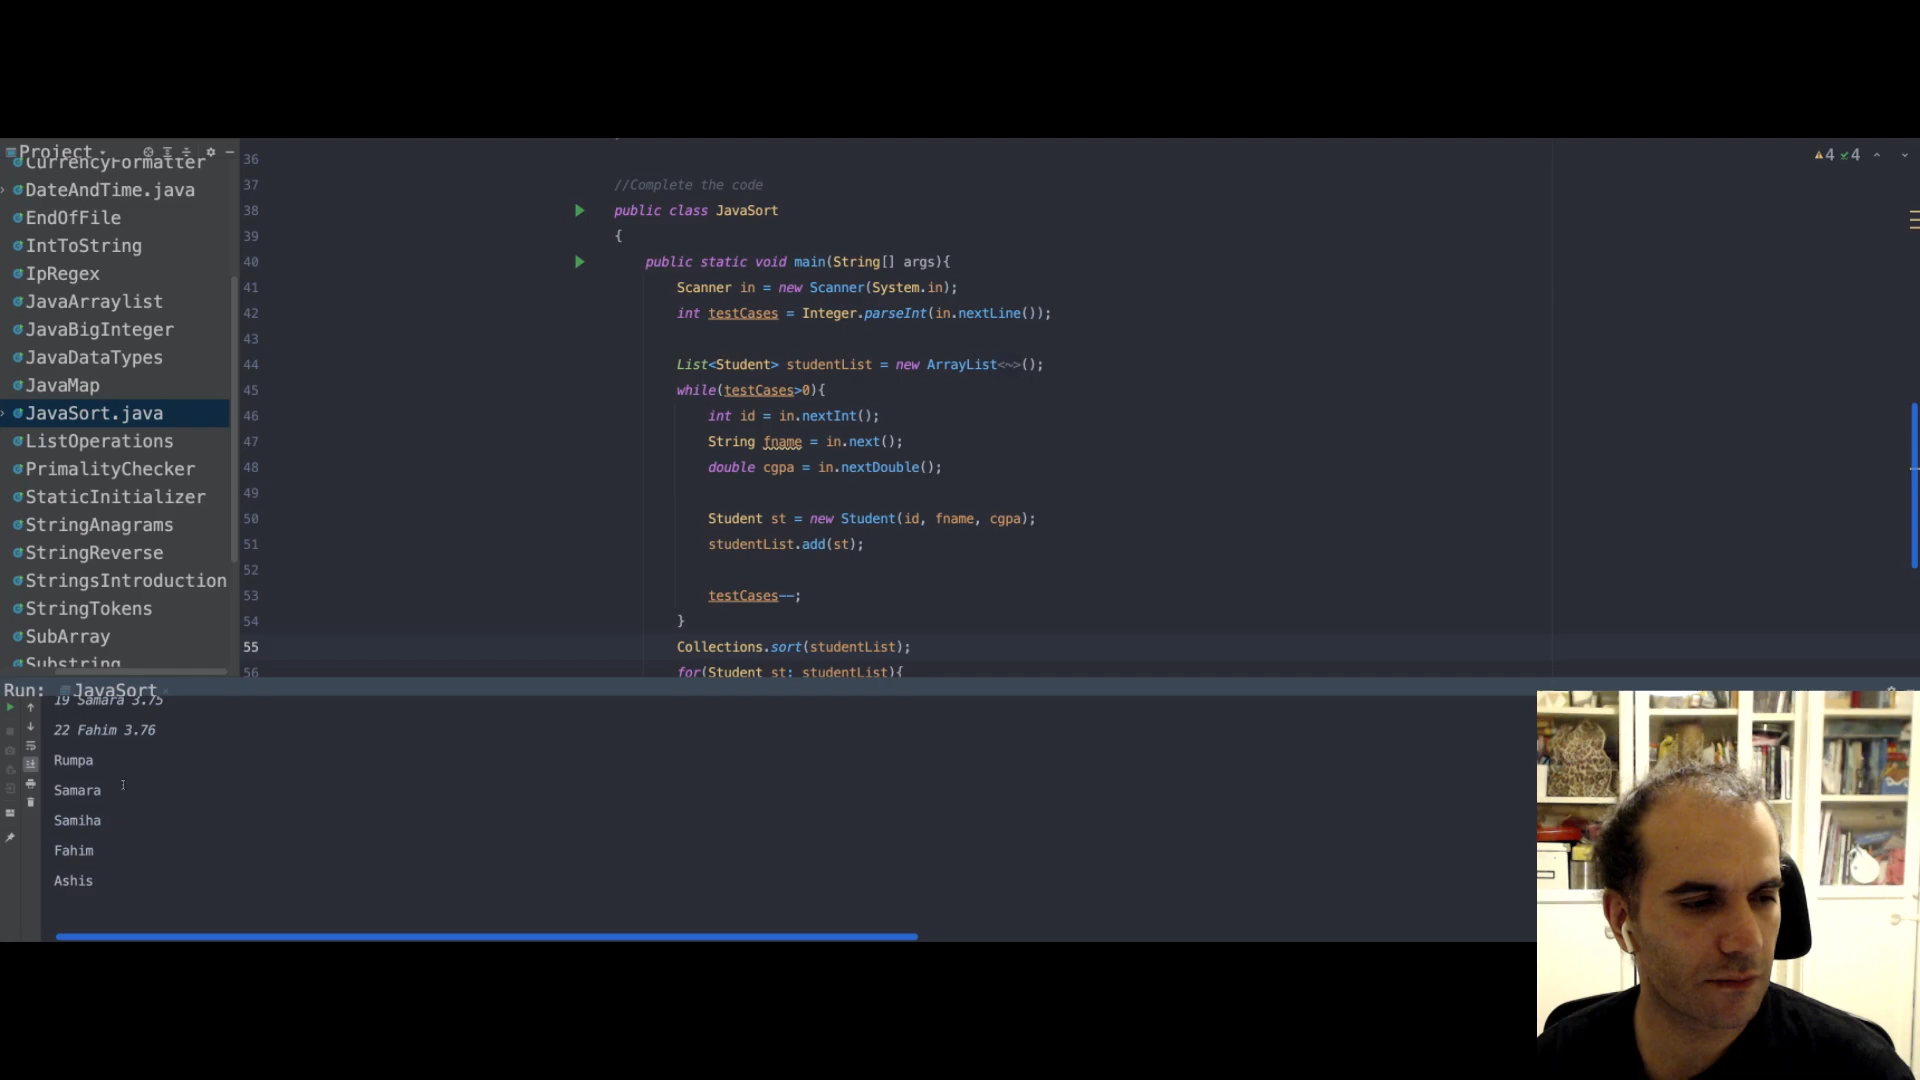 Project
CurrencyFormatter
DateAndTime.java
EndOfFile
IntToString
IpRegex
JavaArraylist
JavaBigInteger
JavaDataTypes
JavaMap
JavaSort.java
ListOperations
PrimalityChecker
StaticInitializer
StringAnagrams
StringReverse
StringsIntroduction
StringTokens
SubArray
Substring
4 4
36
37 //Complete the code
38 public class JavaSort
39 {
40 public static void main(String[] args){
41 Scanner in = new Scanner(System.in);
42 int testCases = Integer.parseInt(in.nextLine());
43
44 List<Student> studentList = new ArrayList<~>();
45 while(testCases>0){
46 int id = in.nextInt();
47 String fname = in.next();
48 double cgpa = in.nextDouble();
49
50 Student st = new Student(id, fname, cgpa);
51 studentList.add(st);
52
53 testCases--;
54 }
55 Collections.sort(studentList);
56 for(Student st: studentList){
Run: JavaSort
19 Samara 3.75
22 Fahim 3.76
Rumpa
Samara
Samiha
Fahim
Ashis